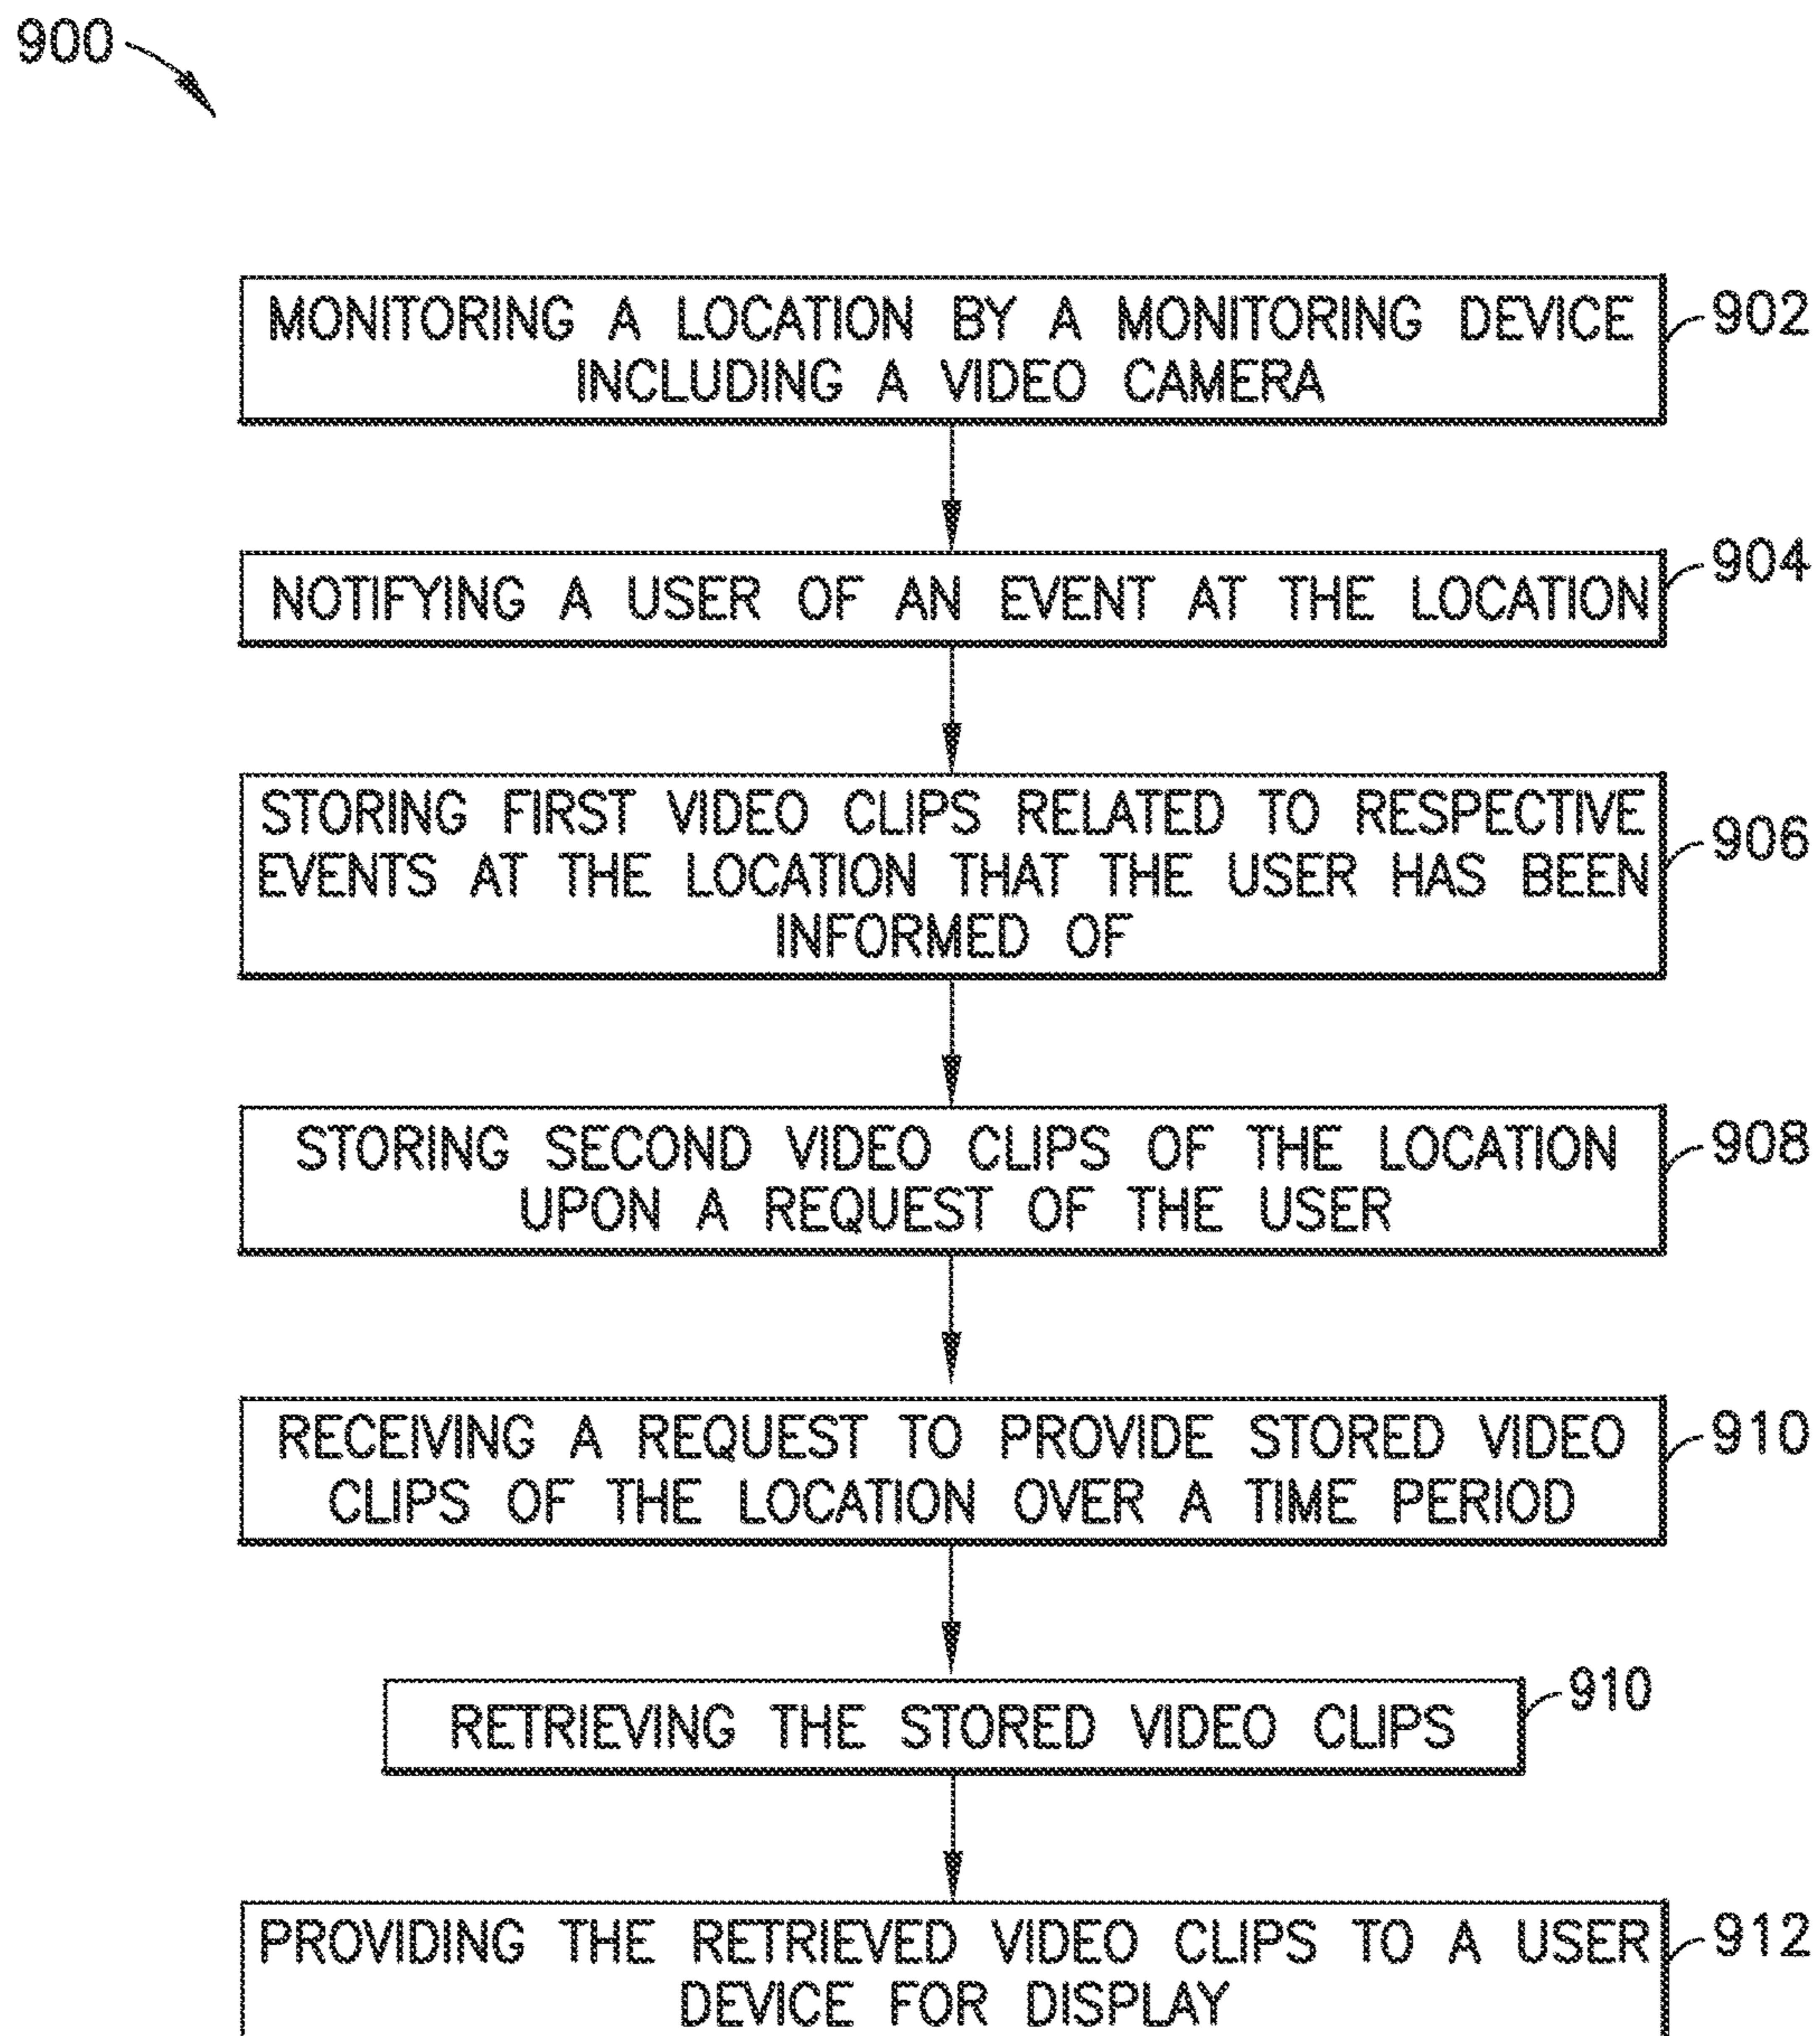 900
MONITORING A LOCATION BY A MONITORING DEVICE
INCLUDING A VIDEO CAMERA
902
NOTIFYING A USER OF AN EVENT AT THE LOCATION
904
STORING FIRST VIDEO CLIPS RELATED TO RESPECTIVE
EVENTS AT THE LOCATION THAT THE USER HAS BEEN
INFORMED OF
906
STORING SECOND VIDEO CLIPS OF THE LOCATION
UPON A REQUEST OF THE USER
908
RECEIVING A REQUEST TO PROVIDE STORED VIDEO
CLIPS OF THE LOCATION OVER A TIME PERIOD
910
RETRIEVING THE STORED VIDEO CLIPS
910
PROVIDING THE RETRIEVED VIDEO CLIPS TO A USER
DEVICE FOR DISPLAY
912